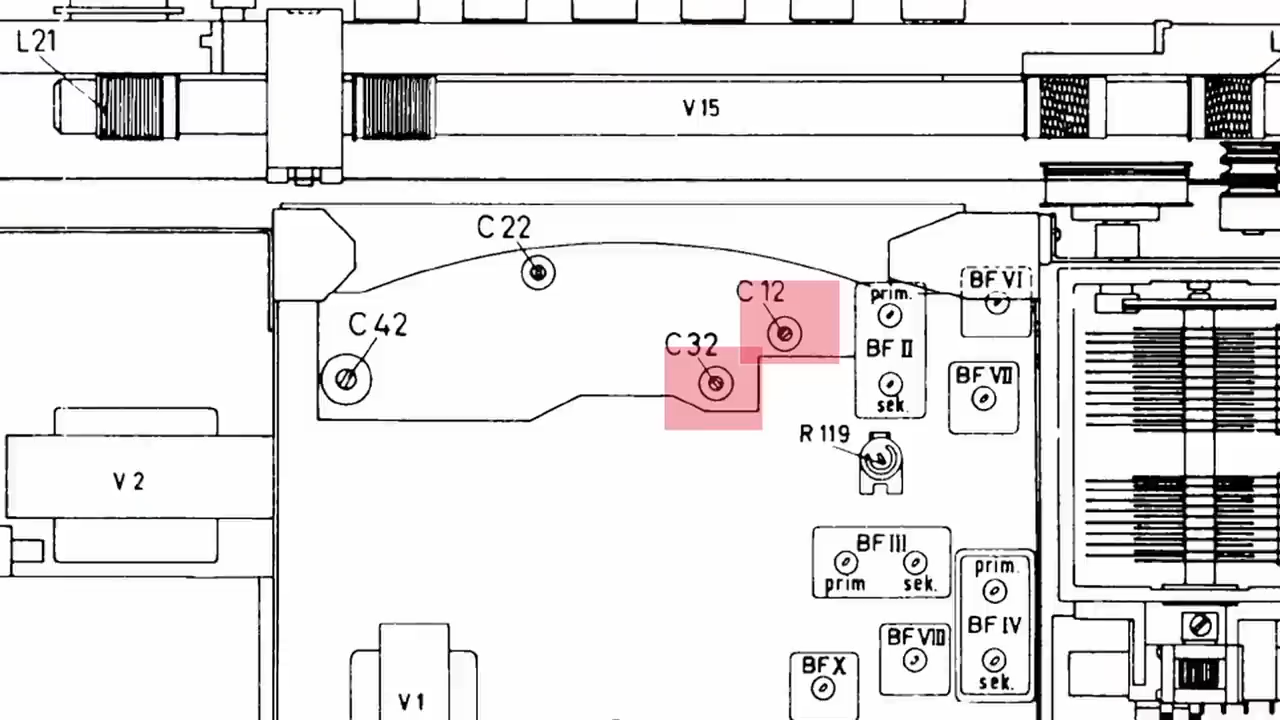 L21
V 15
C 22
C 12
BF VI
prim.
C 42
C 32
BF II
BF VII
sek.
R 119
V 2
BF III
prim sek.
prim.
BF IV
sek.
BF VIII
BF X
V 1